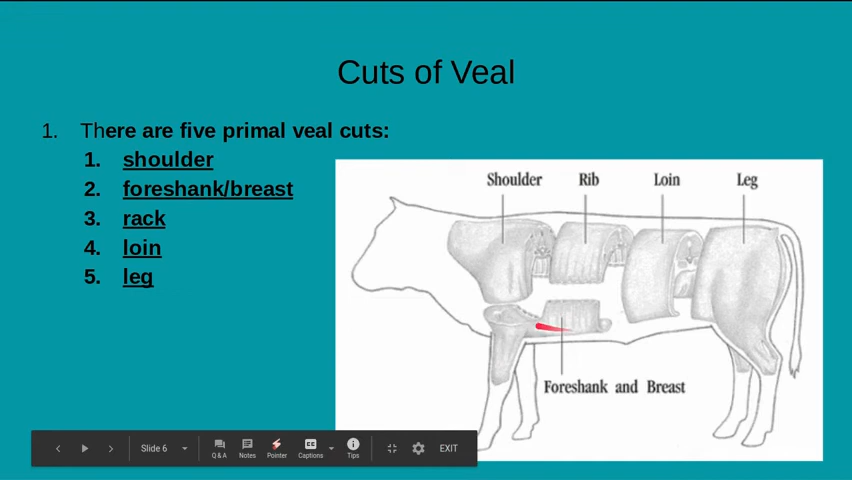 Cuts of Veal
1. There are five primal veal cuts:
1. shoulder
2. foreshank/breast
3. rack
4. loin
5. leg
Shoulder Rib Loin Leg
Foreshank and Breast
Slide 6 Q&A Notes Pointer CC Captions Tips EXIT